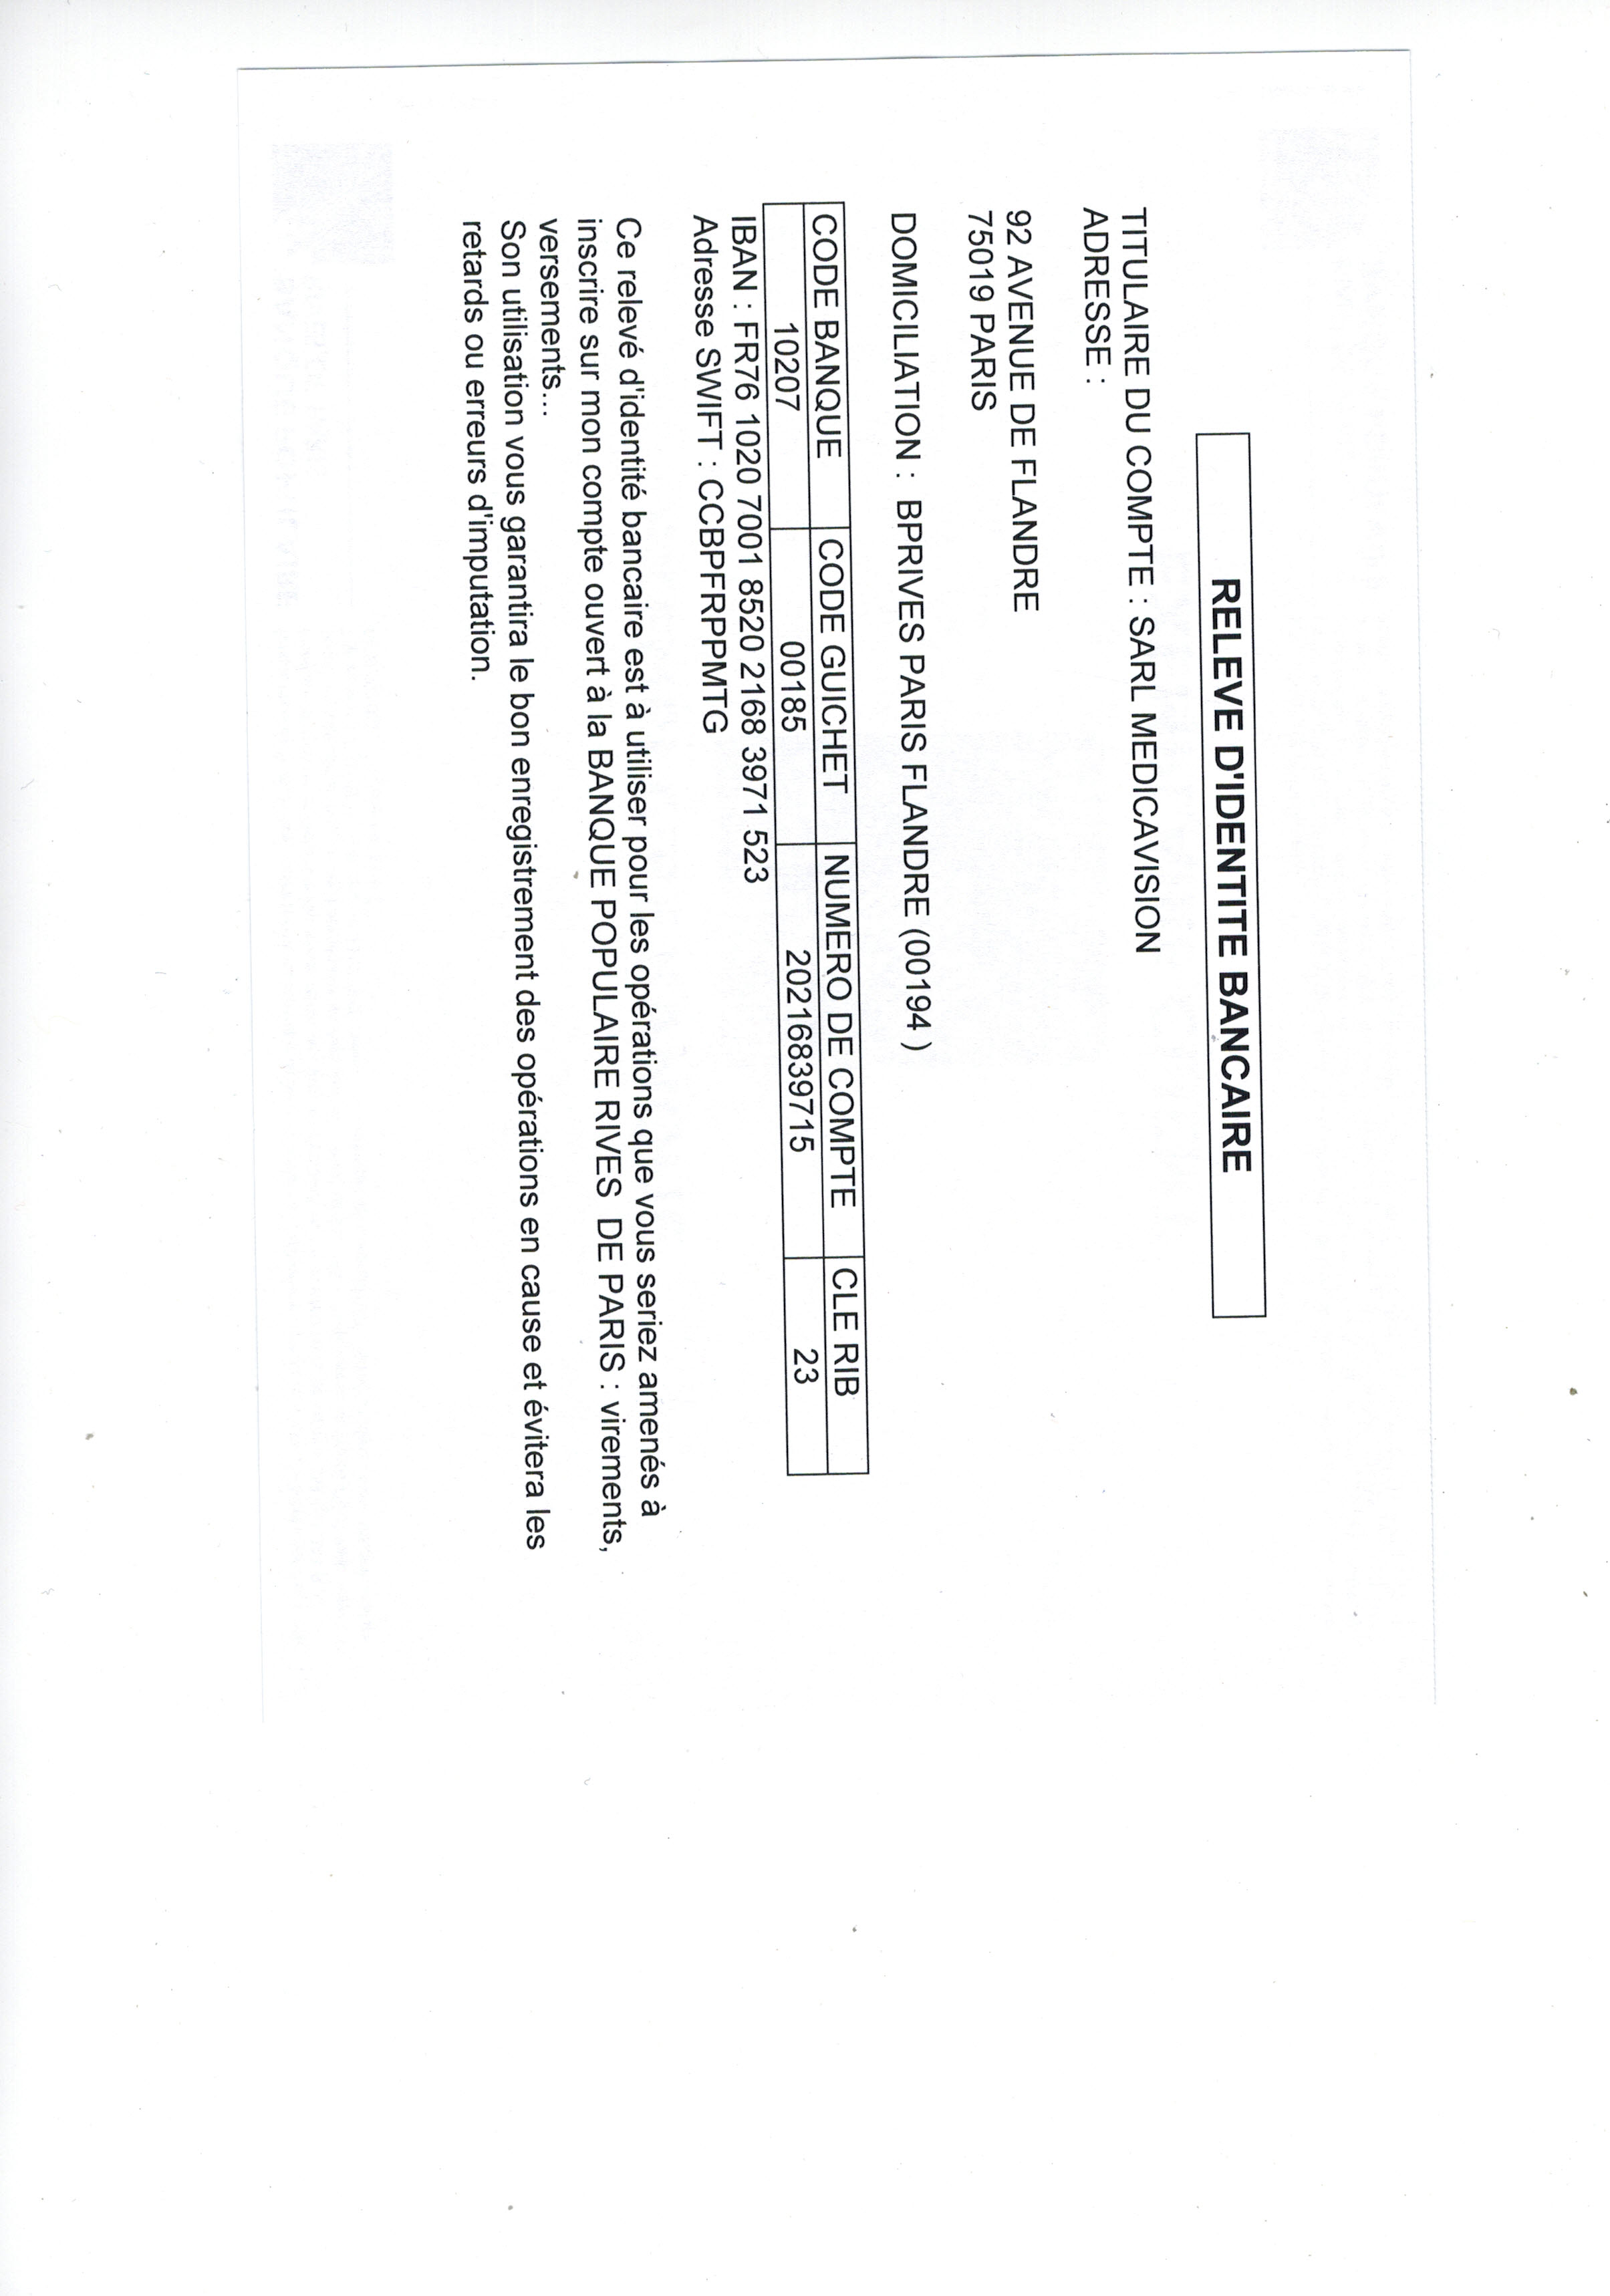 RELEVE D'IDENTITE BANCAIRE
TITULAIRE DU COMPTE : SARL MEDICAVISION
ADRESSE :
92 AVENUE DE FLANDRE
75019 PARIS
DOMICILIATION : BPRIVES PARIS FLANDRE (00194 )
CODE BANQUE CODE GUICHET NUMERO DE COMPTE CLE RIB
10207 00185 20216839715 23
IBAN : FR76 1020 7001 8520 2168 3971 523
Adresse SWIFT : CCBPFRPPMTG
Ce relevé d'identité bancaire est à utiliser pour les opérations que vous seriez amenés à
inscrire sur mon compte ouvert à la BANQUE POPULAIRE RIVES DE PARIS : virements,
versements...
Son utilisation vous garantira le bon enregistrement des opérations en cause et évitera les
retards ou erreurs d'imputation.